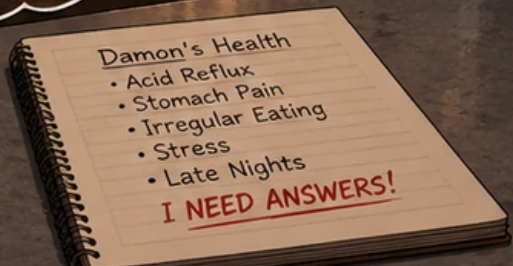 Damon's Health
• Acid Reflux
• Stomach Pain
• Irregular Eating
• Stress
• Late Nights
I NEED ANSWERS!